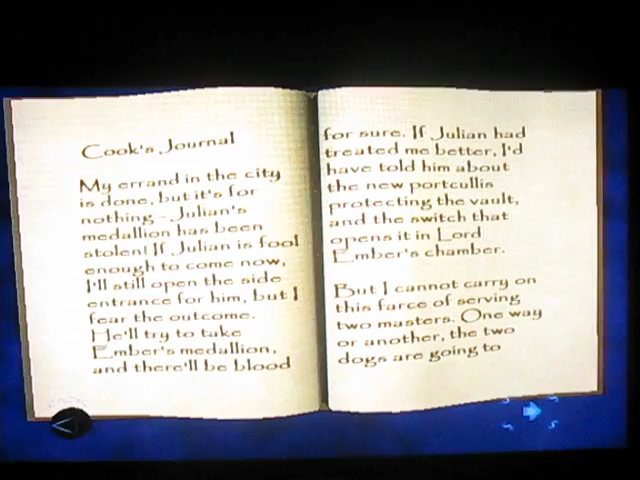 Cook's Journal
My errand in the city
is done, but it's for
nothing - Julian's
medallion has been
stolen! If Julian is fool
enough to come now,
I'll still open the side
entrance for him, but I
fear the outcome.
He'll try to take
Ember's medallion,
and there'll be blood
for sure. If Julian had
treated me better, I'd
have told him about
the new portcullis
protecting the vault,
and the switch that
opens it in Lord
Ember's chamber.
But I cannot carry on
this farce of serving
two masters. One way
or another, the two
dogs are going to